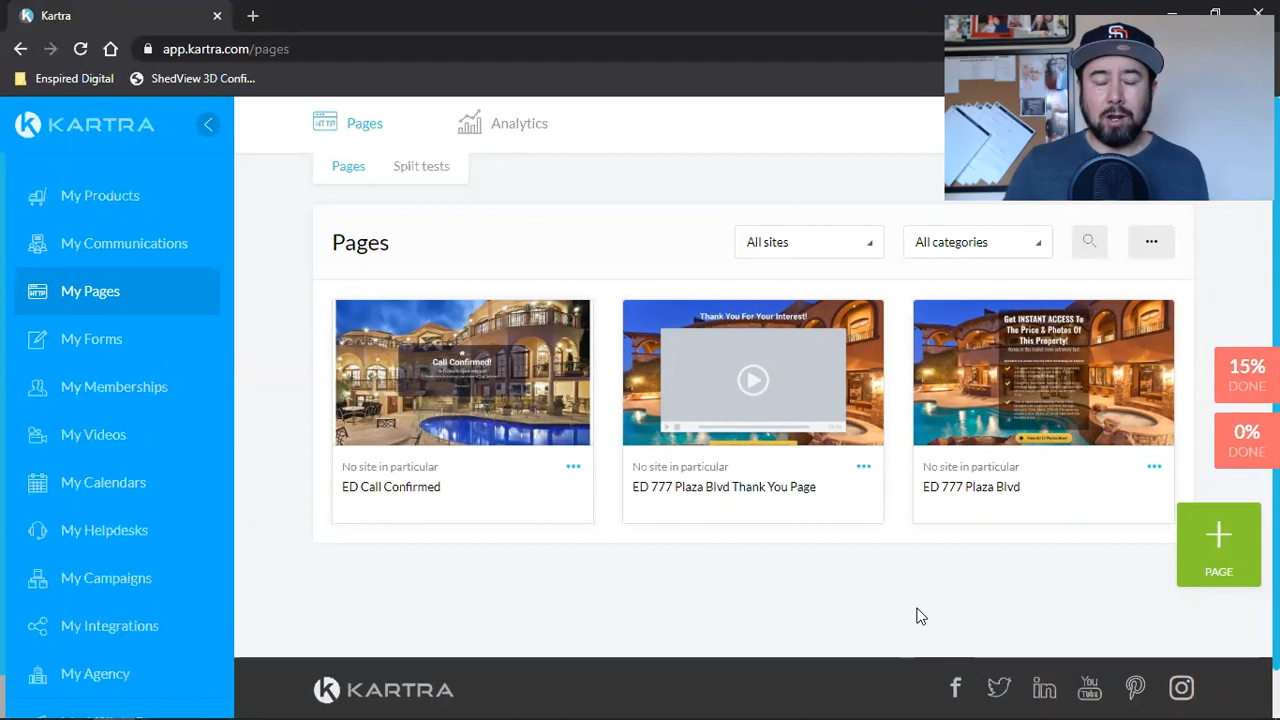 Kartra
app.kartra.com/pages
Enspired Digital
ShedView 3D Confi...
KARTRA
Pages
Analytics
Pages
Split tests
My Products
My Communications
My Pages
My Forms
My Memberships
My Videos
My Calendars
My Helpdesks
My Campaigns
My Integrations
My Agency
Pages
All sites
All categories
Call Confirmed!
Thank You For Your Interest!
Get INSTANT ACCESS To
The Price & Photos Of
This Property!
No site in particular
ED Call Confirmed
No site in particular
ED 777 Plaza Blvd Thank You Page
No site in particular
ED 777 Plaza Blvd
15%
DONE
0%
DONE
PAGE
KARTRA
You
Tube